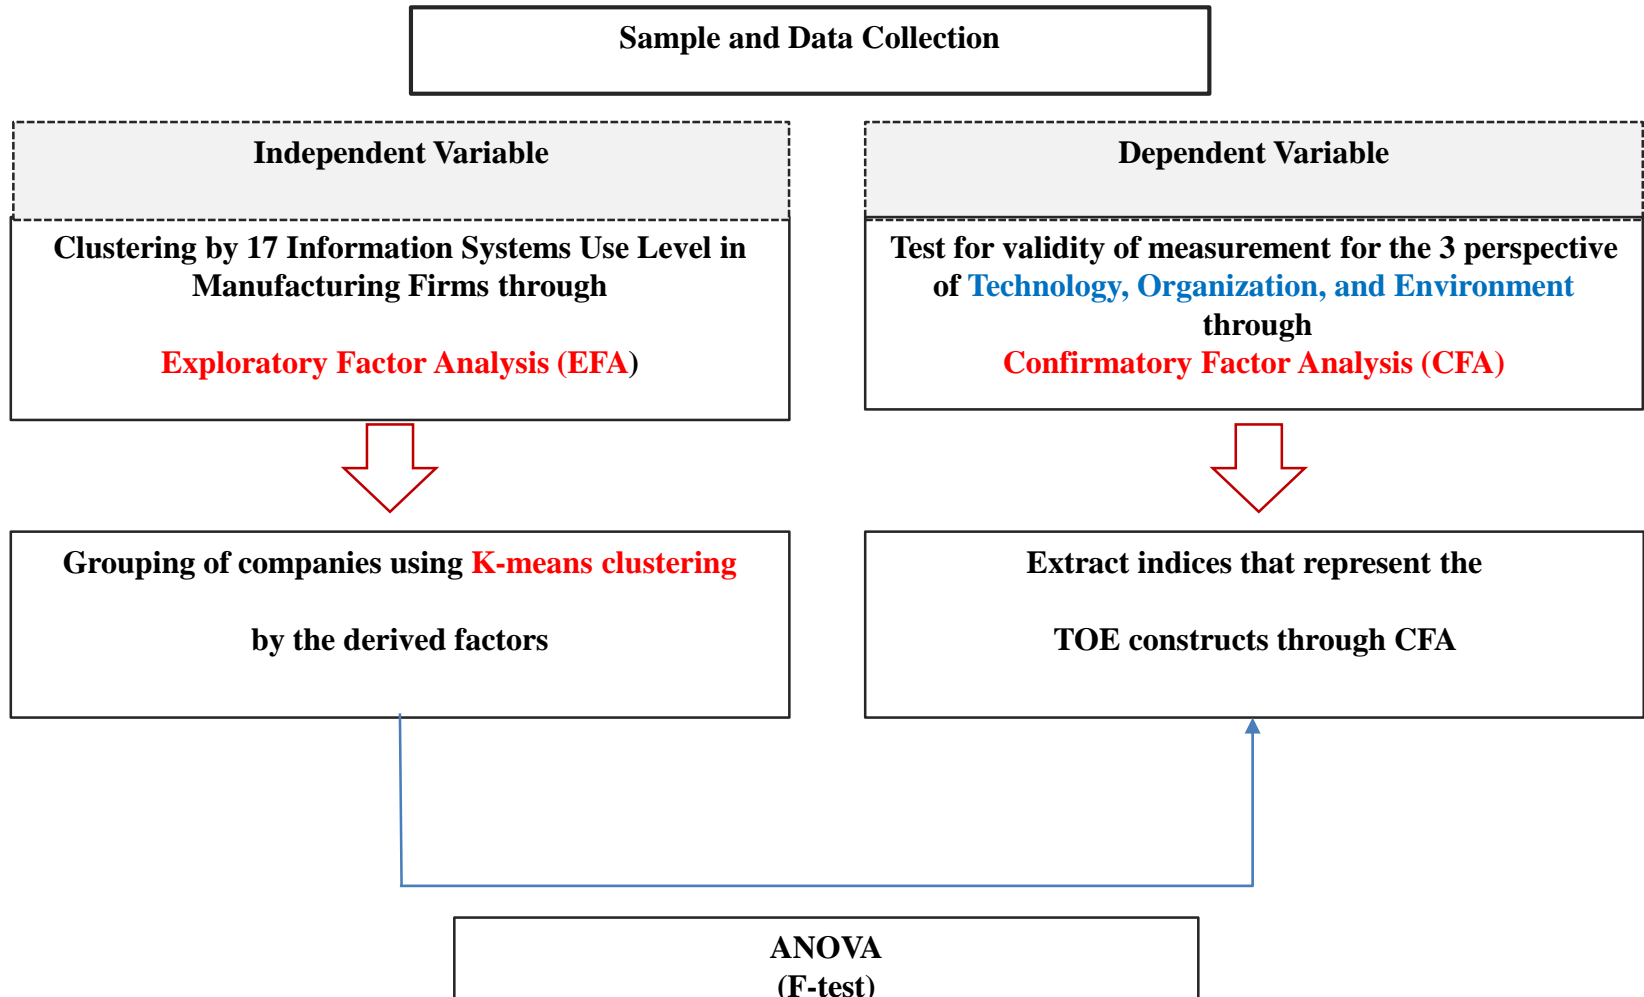 Sample and Data Collection
Independent Variable
Clustering by 17 Information Systems Use Level in
Manufacturing Firms through
Exploratory Factor Analysis (EFA)
Grouping of companies using K-means clustering
by the derived factors
Dependent Variable
Test for validity of measurement for the 3 perspective
of Technology, Organization, and Environment
through
Confirmatory Factor Analysis (CFA)
Extract indices that represent the
TOE constructs through CFA
ANOVA
(F-test)